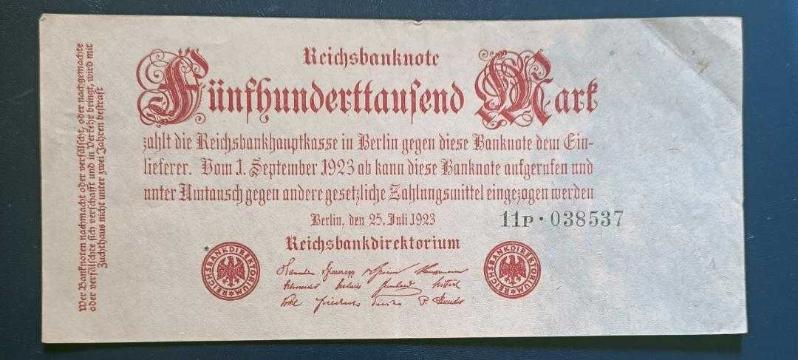 Reichsbanknote
Fünfhunderttausend Mark
zahlt die Reichsbankhauptkasse in Berlin gegen diese Banknote dem Ein-
lieferer. Vom 1. September 1923 ab kann diese Banknote aufgerufen und
unter Umtausch gegen andere gesetzliche Zahlungsmittel eingezogen werden
Berlin, den 25. Juli 1923
11P·038537
Reichsbankdirektorium
REICHSBANKDIREKTORIUM
REICHSBANKDIREKTORIUM
Wer Banknoten nachmacht oder verfälscht, oder nachgemachte
oder verfälschte sich verschafft und in Verkehr bringt, wird mit
Zuchthaus nicht unter zwei Jahren bestraft